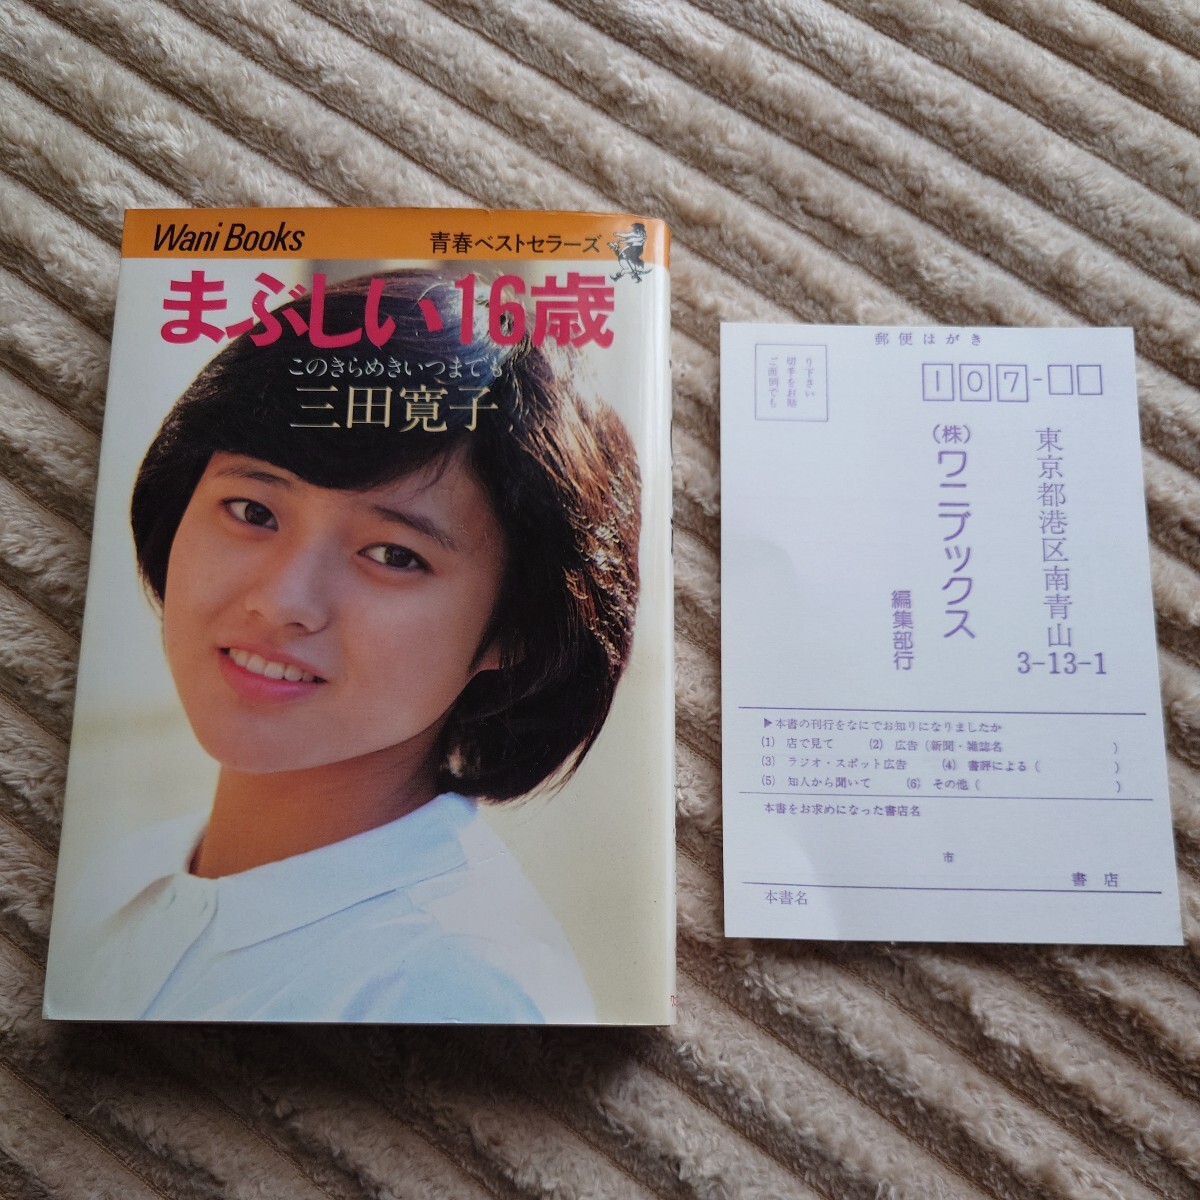 Wani Books
青春ベストセラーズ
まぶしい16歳
このきらめきいつまでも
三田寛子
郵便はがき
ご面倒でも
切手をお貼
り下さい
107-
東京都港区南青山
3-13-1
(株)ワニブックス
編集部行
▶本書の刊行をなにでお知りになりましたか
(1) 店で見て (2) 広告(新聞・雑誌名 )
(3) ラジオ・スポット広告 (4) 書評による( )
(5) 知人から聞いて (6) その他( )
本書をお求めになった書店名
市
書店
本書名